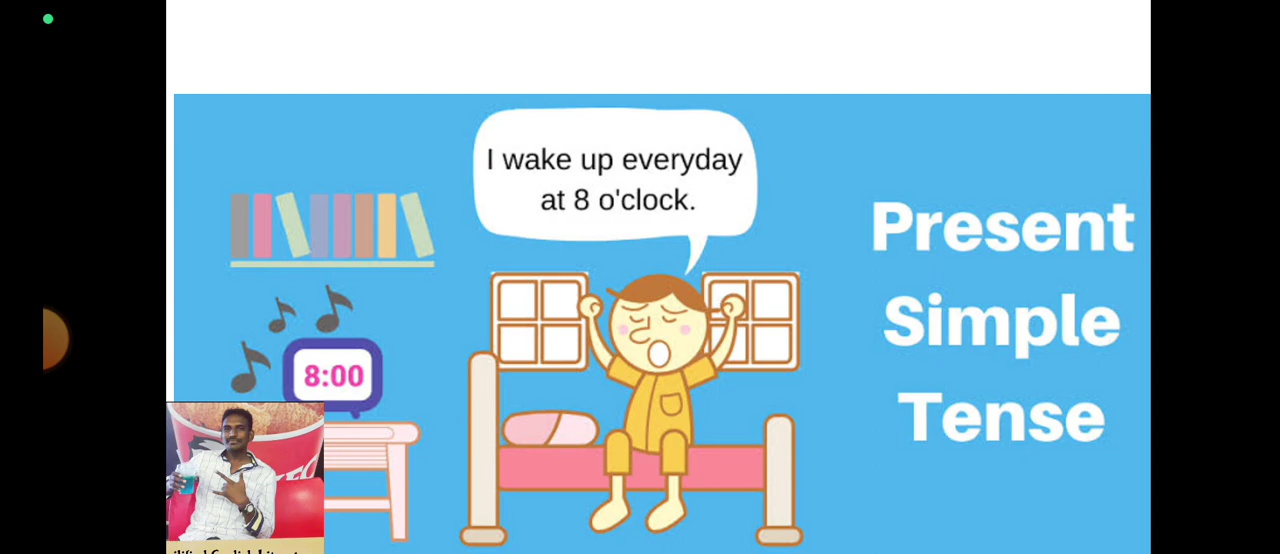 I wake up everyday
at 8 o'clock.
Present
Simple
Tense
8:00